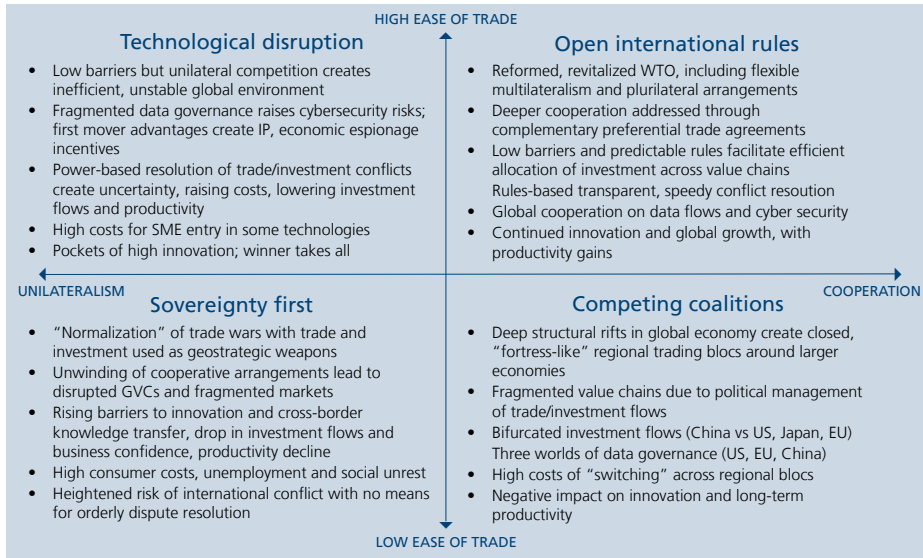 HIGH EASE OF TRADE
Technological disruption
• Low barriers but unilateral competition creates
inefficient, unstable global environment
• Fragmented data governance raises cybersecurity risks;
first mover advantages create IP, economic espionage
incentives
• Power-based resolution of trade/investment conflicts
create uncertainty, raising costs, lowering investment
flows and productivity
• High costs for SME entry in some technologies
• Pockets of high innovation; winner takes all
Open international rules
• Reformed, revitalized WTO, including flexible
multilateralism and plurilateral arrangements
• Deeper cooperation addressed through
complementary preferential trade agreements
• Low barriers and predictable rules facilitate efficient
allocation of investment across value chains
Rules-based transparent, speedy conflict resoution
• Global cooperation on data flows and cyber security
• Continued innovation and global growth, with
productivity gains
UNILATERALISM
COOPERATION
Sovereignty first
• “Normalization” of trade wars with trade and
investment used as geostrategic weapons
• Unwinding of cooperative arrangements lead to
disrupted GVCs and fragmented markets
• Rising barriers to innovation and cross-border
knowledge transfer, drop in investment flows and
business confidence, productivity decline
• High consumer costs, unemployment and social unrest
• Heightened risk of international conflict with no means
for orderly dispute resolution
Competing coalitions
• Deep structural rifts in global economy create closed,
“fortress-like” regional trading blocs around larger
economies
• Fragmented value chains due to political management
of trade/investment flows
• Bifurcated investment flows (China vs US, Japan, EU)
Three worlds of data governance (US, EU, China)
• High costs of “switching” across regional blocs
• Negative impact on innovation and long-term
productivity
LOW EASE OF TRADE